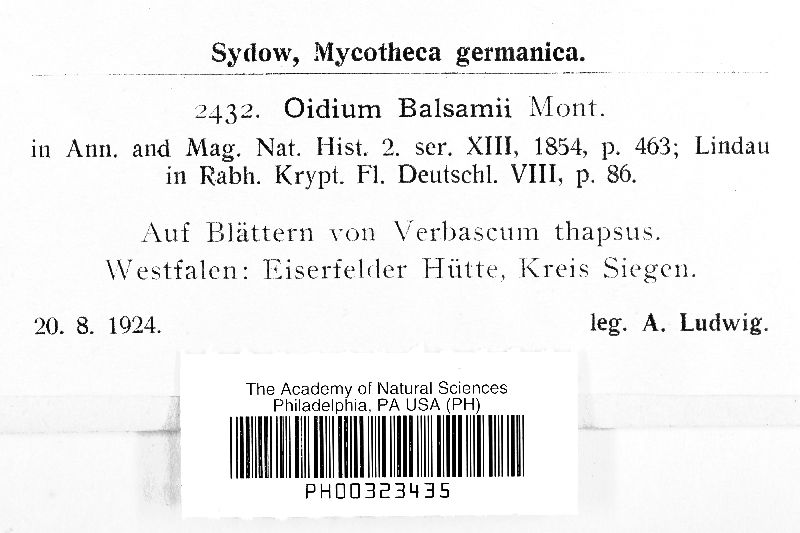 Sydow, Mycotheca germanica.
2432. Oidium Balsamii Mont.
in Ann. and Mag. Nat. Hist. 2. ser. XIII, 1854, p. 463; Lindau
in Rabh. Krypt. Fl. Deutschl. VIII, p. 86.
Auf Blättern von Verbascum thapsus.
Westfalen: Eiserfelder Hütte, Kreis Siegen.
20. 8. 1924. leg. A. Ludwig.
The Academy of Natural Sciences
Philadelphia, PA USA (PH)
PH00323435